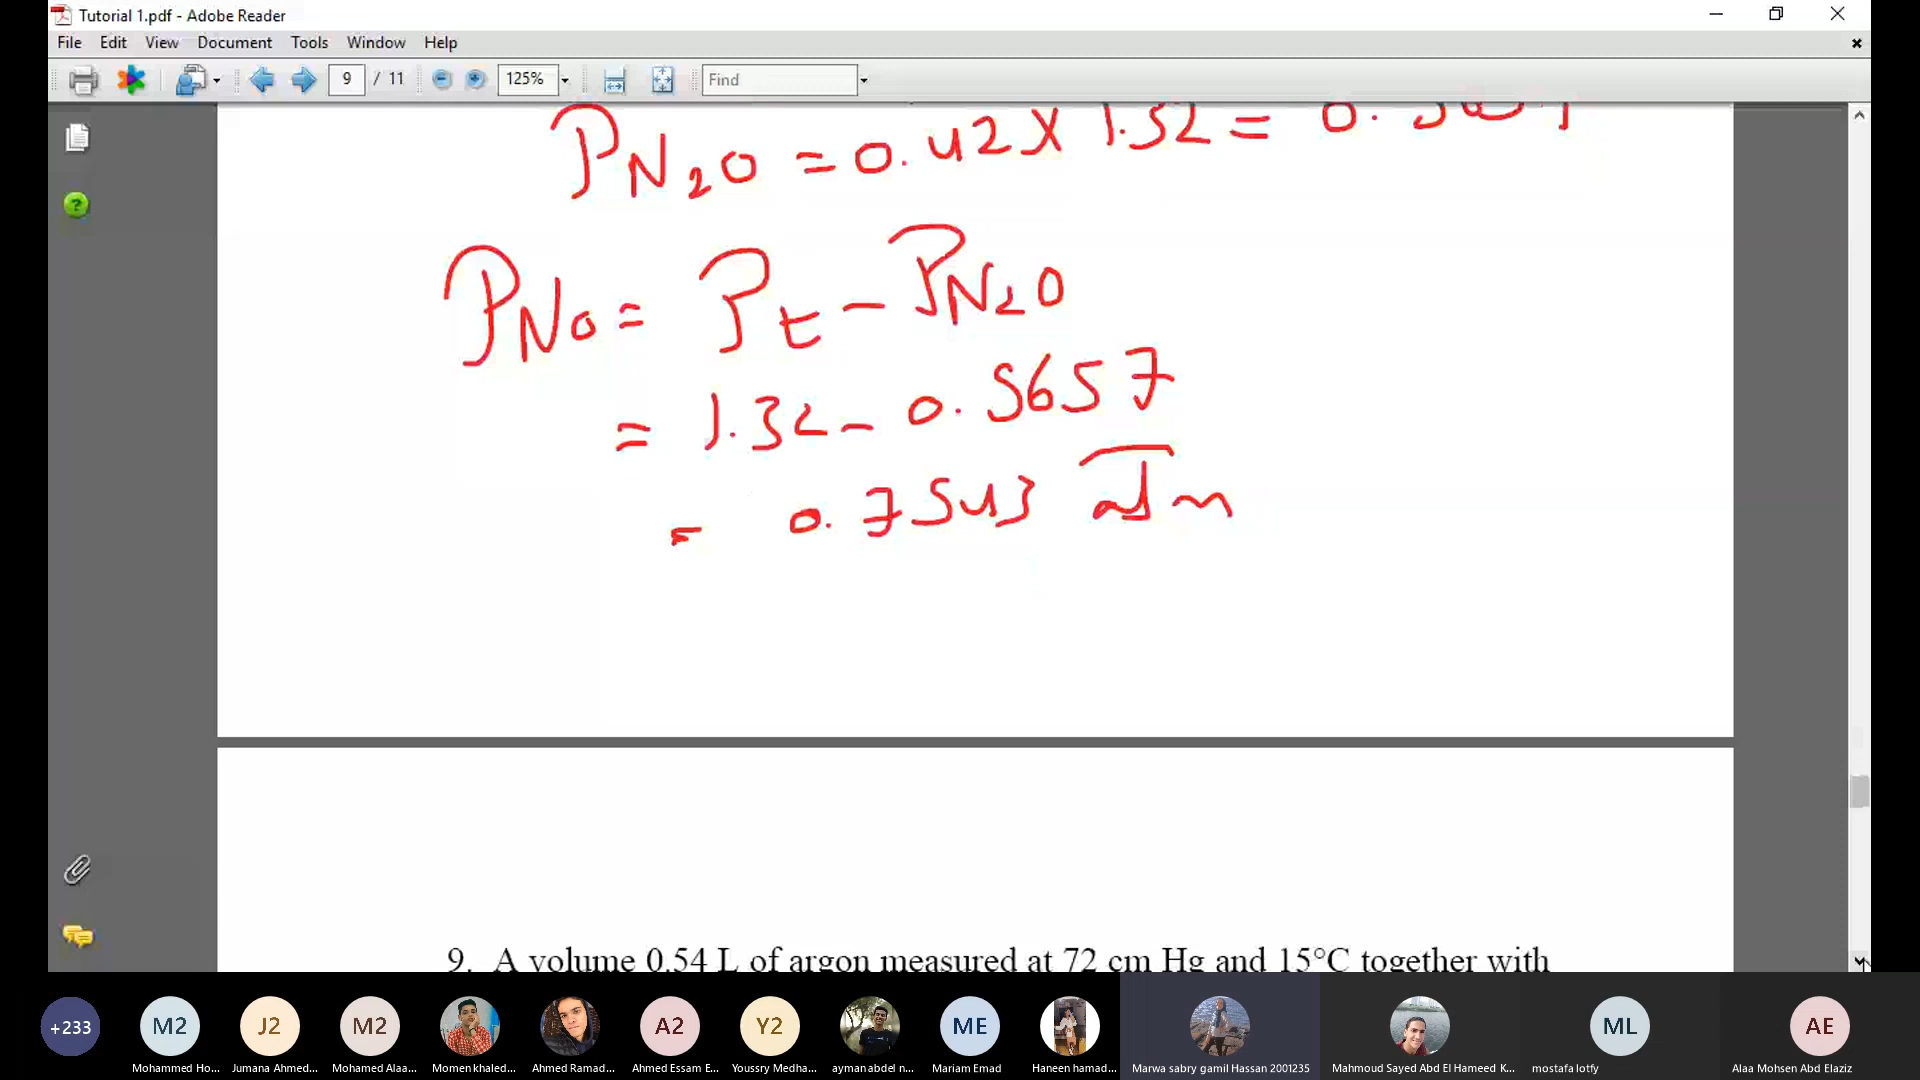 Tutorial 1.pdf - Adobe Reader
File Edit View Document Tools Window Help
9 / 11 125% Find
PN2O = 0.42 X 1.32 = 0.
PNO = Pt - PN2O
= 1.32 - 0.5657
= 0.7543 atm
9. A volume 0.54 L of argon measured at 72 cm Hg and 15°C together with
+233 M2 J2 M2 A2 Y2 ME ML AE
Mohammed Ho... Jumana Ahmed... Mohamed Alaa... Momen khaled... Ahmed Ramad... Ahmed Essam E... Youssry Medha... ayman abdel n... Mariam Emad Haneen hamad... Marwa sabry gamil Hassan 2001235 Mahmoud Sayed Abd El Hameed K... mostafa lotfy Alaa Mohsen Abd Elaziz